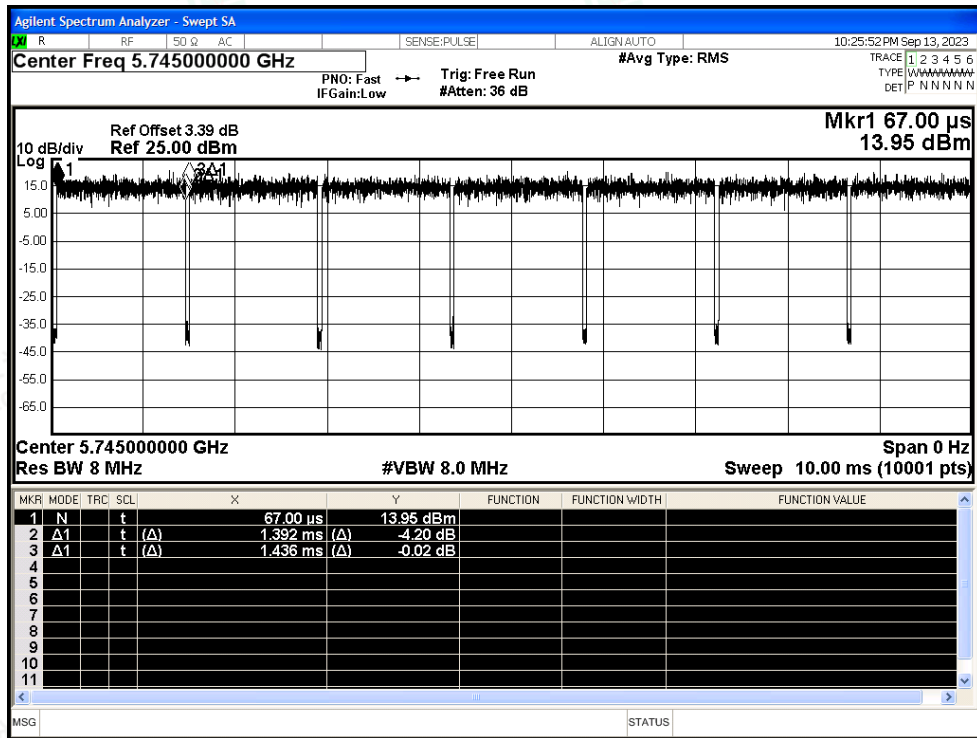 Agilent Spectrum Analyzer - Swept SA
LXI R RF 50 Ω AC SENSE:PULSE ALIGN AUTO 10:25:52 PM Sep 13, 2023
Center Freq 5.745000000 GHz
PNO: Fast
IFGain:Low
Trig: Free Run
#Atten: 36 dB
#Avg Type: RMS
TRACE 1 2 3 4 5 6
TYPE
DET P N N N N N
Mkr1 67.00 µs
13.95 dBm
Ref Offset 3.39 dB
10 dB/div Ref 25.00 dBm
Log
1
15.0
5.00
-5.00
-15.0
-25.0
-35.0
-45.0
-55.0
-65.0
Center 5.745000000 GHz Span 0 Hz
Res BW 8 MHz #VBW 8.0 MHz Sweep 10.00 ms (10001 pts)
MKR MODE TRC SCL X Y FUNCTION FUNCTION WIDTH FUNCTION VALUE
1 N t 67.00 µs 13.95 dBm
2 Δ1 t (Δ) 1.392 ms (Δ) -4.20 dB
3 Δ1 t (Δ) 1.436 ms (Δ) -0.02 dB
4
5
6
7
8
9
10
11
MSG STATUS